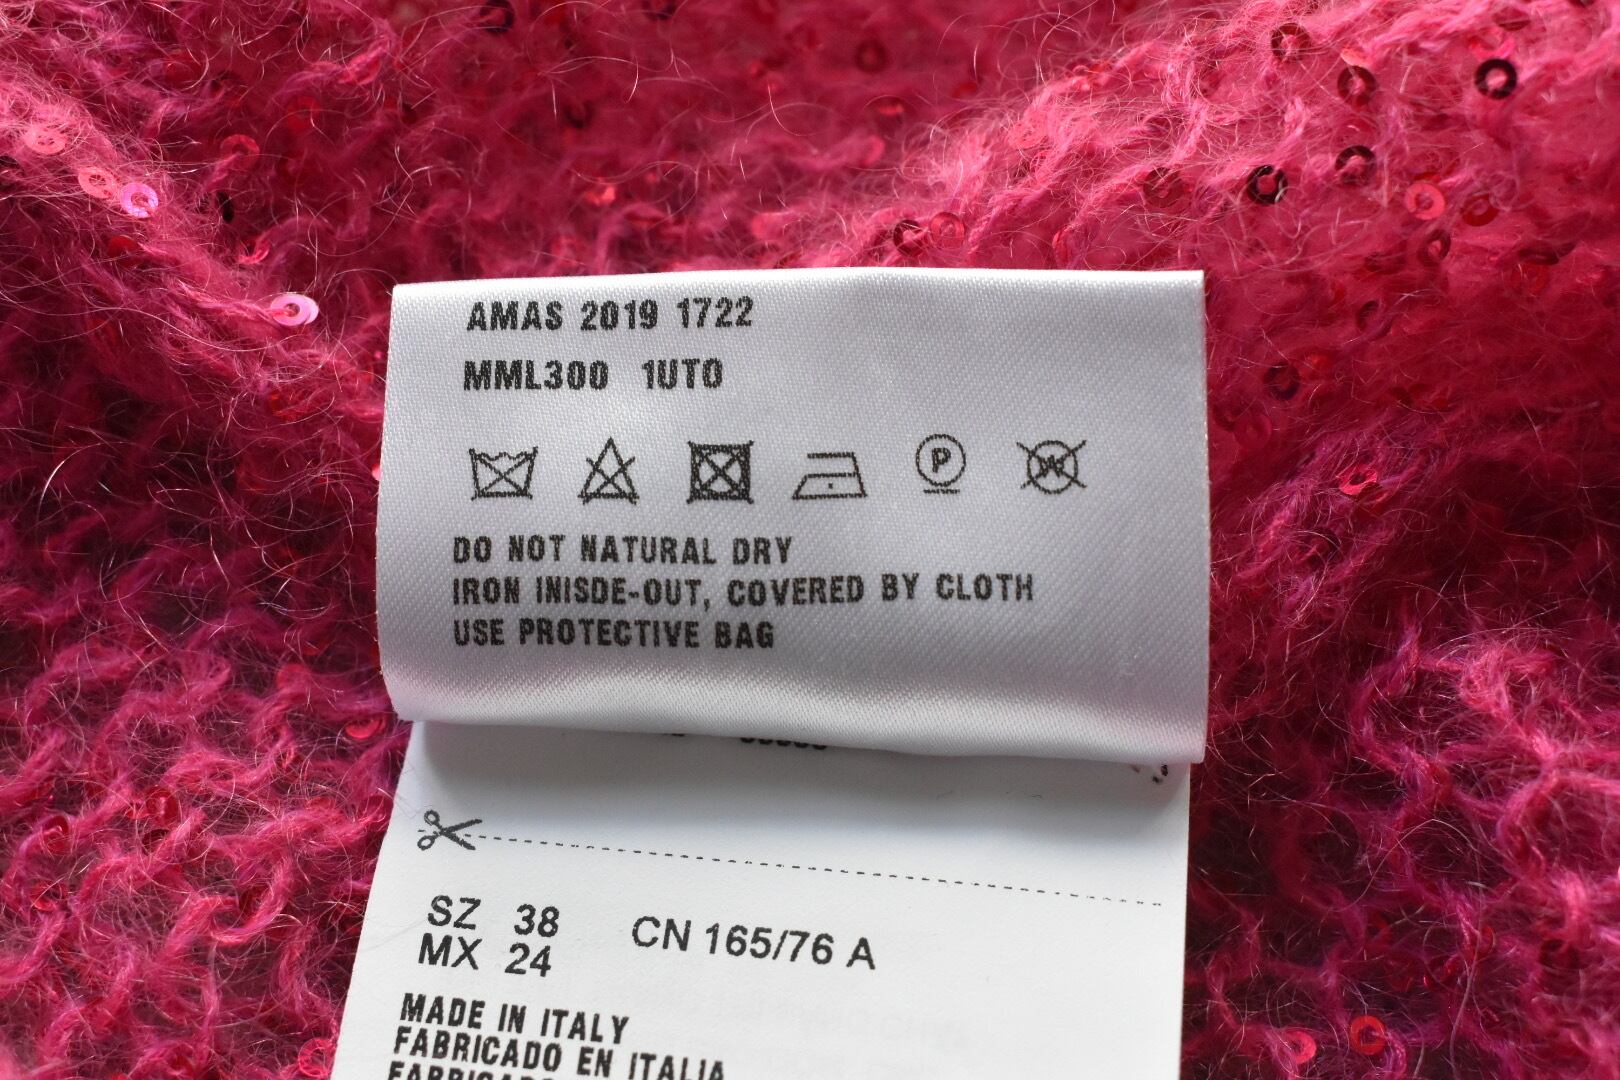 AMAS 2019 1722
MML300 1UTO
P W
DO NOT NATURAL DRY
IRON INISDE-OUT, COVERED BY CLOTH
USE PROTECTIVE BAG
SZ 38 CN 165/76 A
MX 24
MADE IN ITALY
FABRICADO EN ITALIA